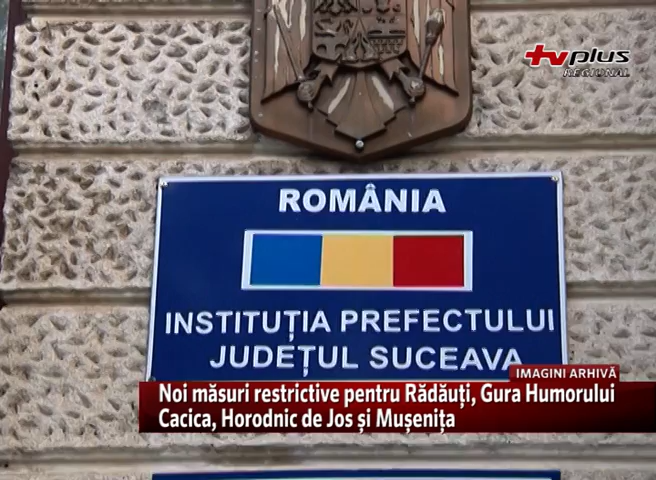 tvplus
REGIONAL
ROMÂNIA
INSTITUȚIA PREFECTULUI
JUDEȚUL SUCEAVA
IMAGINI ARHIVĂ
Noi măsuri restrictive pentru Rădăuți, Gura Humorului
Cacica, Horodnic de Jos și Mușenița